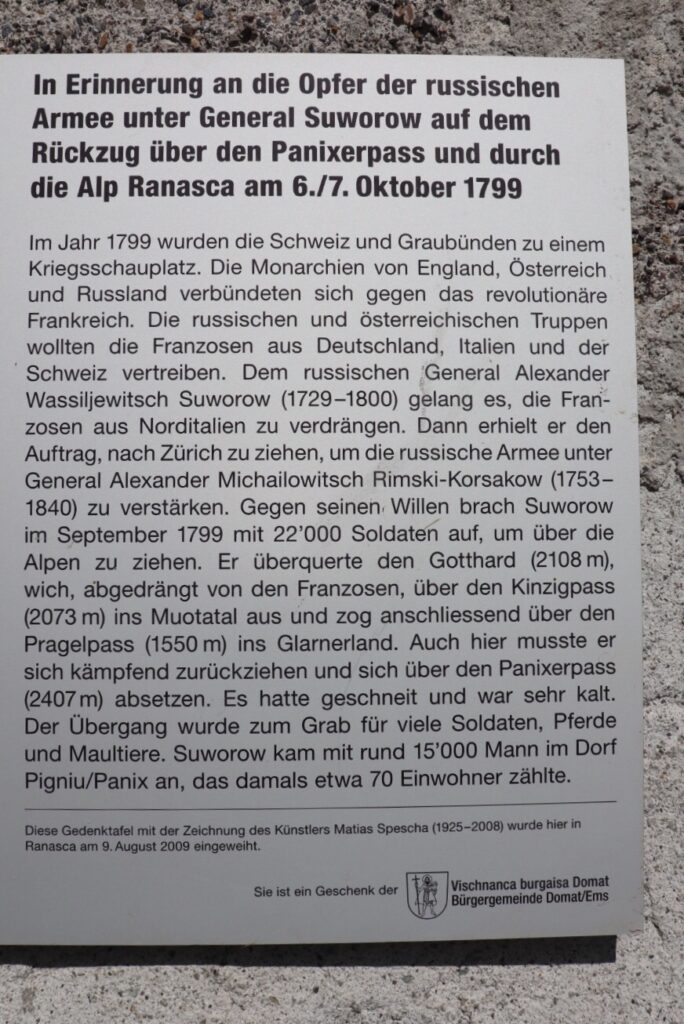 In Erinnerung an die Opfer der russischen
Armee unter General Suworow auf dem
Rückzug über den Panixerpass und durch
die Alp Ranasca am 6./7. Oktober 1799
Im Jahr 1799 wurden die Schweiz und Graubünden zu einem
Kriegsschauplatz. Die Monarchien von England, Österreich
und Russland verbündeten sich gegen das revolutionäre
Frankreich. Die russischen und österreichischen Truppen
wollten die Franzosen aus Deutschland, Italien und der
Schweiz vertreiben. Dem russischen General Alexander
Wassiljewitsch Suworow (1729–1800) gelang es, die Fran-
zosen aus Norditalien zu verdrängen. Dann erhielt er den
Auftrag, nach Zürich zu ziehen, um die russische Armee unter
General Alexander Michailowitsch Rimski-Korsakow (1753–
1840) zu verstärken. Gegen seinen Willen brach Suworow
im September 1799 mit 22'000 Soldaten auf, um über die
Alpen zu ziehen. Er überquerte den Gotthard (2108 m),
wich, abgedrängt von den Franzosen, über den Kinzigpass
(2073 m) ins Muotatal aus und zog anschliessend über den
Pragelpass (1550 m) ins Glarnerland. Auch hier musste er
sich kämpfend zurückziehen und sich über den Panixerpass
(2407 m) absetzen. Es hatte geschneit und war sehr kalt.
Der Übergang wurde zum Grab für viele Soldaten, Pferde
und Maultiere. Suworow kam mit rund 15'000 Mann im Dorf
Pigniu/Panix an, das damals etwa 70 Einwohner zählte.
Diese Gedenktafel mit der Zeichnung des Künstlers Matias Spescha (1925–2008) wurde hier in
Ranasca am 9. August 2009 eingeweiht.
Sie ist ein Geschenk der
Vischnanca burgaisa Domat
Bürgergemeinde Domat/Ems